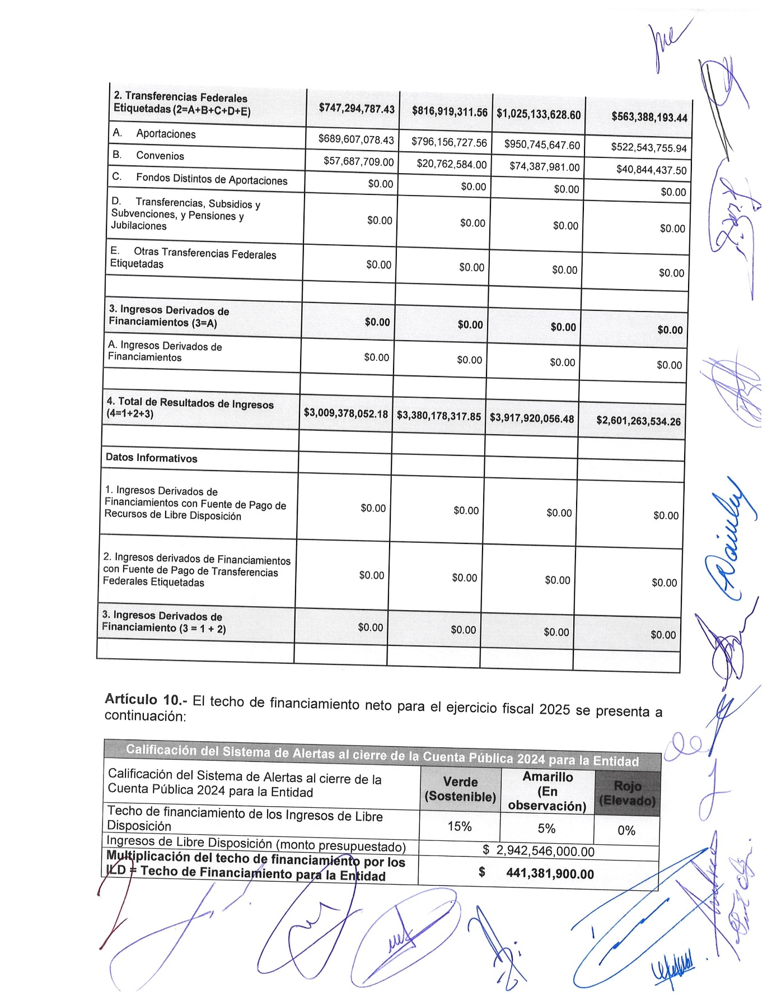 2. Transferencias Federales
Etiquetadas (2=A+B+C+D+E) $747,294,787.43 $816,919,311.56 $1,025,133,628.60 $563,388,193.44
A. Aportaciones $689,607,078.43 $796,156,727.56 $950,745,647.60 $522,543,755.94
B. Convenios $57,687,709.00 $20,762,584.00 $74,387,981.00 $40,844,437.50
C. Fondos Distintos de Aportaciones $0.00 $0.00 $0.00 $0.00
D. Transferencias, Subsidios y
Subvenciones, y Pensiones y
Jubilaciones $0.00 $0.00 $0.00 $0.00
E. Otras Transferencias Federales
Etiquetadas $0.00 $0.00 $0.00 $0.00
3. Ingresos Derivados de
Financiamientos (3=A) $0.00 $0.00 $0.00 $0.00
A. Ingresos Derivados de
Financiamientos $0.00 $0.00 $0.00 $0.00
4. Total de Resultados de Ingresos
(4=1+2+3) $3,009,378,052.18 $3,380,178,317.85 $3,917,920,056.48 $2,601,263,534.26
Datos Informativos
1. Ingresos Derivados de
Financiamientos con Fuente de Pago de
Recursos de Libre Disposición $0.00 $0.00 $0.00 $0.00
2. Ingresos derivados de Financiamientos
con Fuente de Pago de Transferencias
Federales Etiquetadas $0.00 $0.00 $0.00 $0.00
3. Ingresos Derivados de
Financiamiento (3 = 1 + 2) $0.00 $0.00 $0.00 $0.00
Artículo 10.- El techo de financiamiento neto para el ejercicio fiscal 2025 se presenta a
continuación:
Calificación del Sistema de Alertas al cierre de la Cuenta Pública 2024 para la Entidad
Calificación del Sistema de Alertas al cierre de la
Cuenta Pública 2024 para la Entidad
Verde
(Sostenible)
Amarillo
(En
observación)
Rojo
(Elevado)
Techo de financiamiento de los Ingresos de Libre
Disposición 15% 5% 0%
Ingresos de Libre Disposición (monto presupuestado) $ 2,942,546,000.00
Multiplicación del techo de financiamiento por los
ILD = Techo de Financiamiento para la Entidad $ 441,381,900.00